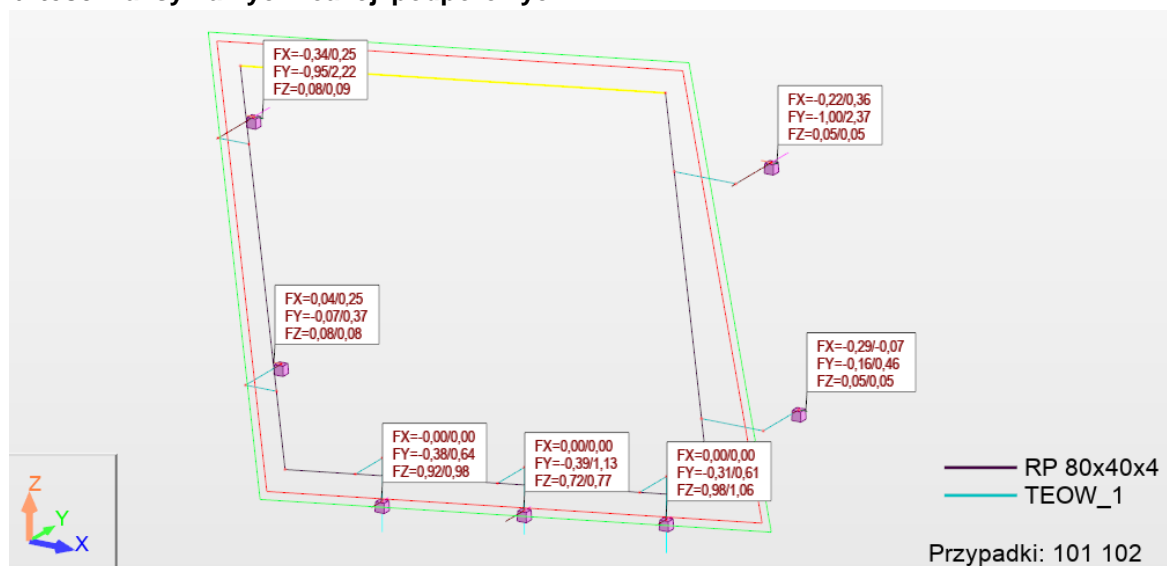 FX=-0,34/0,25
FY=-0,95/2,22
FZ=0,08/0,09
FX=-0,22/0,36
FY=-1,00/2,37
FZ=0,05/0,05
FX=0,04/0,25
FY=-0,07/0,37
FZ=0,08/0,08
FX=-0,29/-0,07
FY=-0,16/0,46
FZ=0,05/0,05
FX=-0,00/0,00
FY=-0,38/0,64
FZ=0,92/0,98
FX=0,00/0,00
FY=-0,39/1,13
FZ=0,72/0,77
FX=0,00/0,00
FY=-0,31/0,61
FZ=0,98/1,06
RP 80x40x4
TEOW_1
Z
Y
X
Przypadki: 101 102